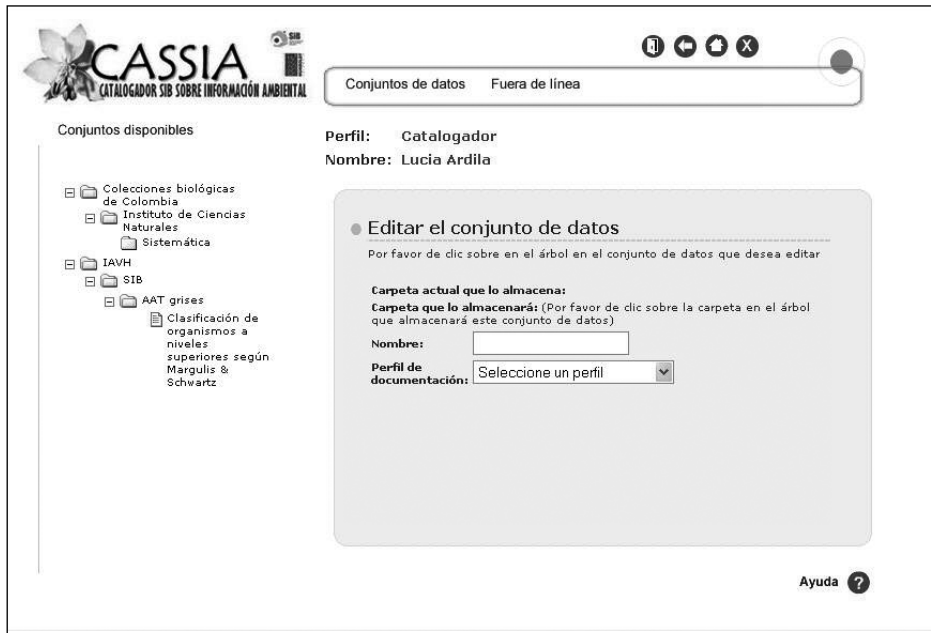 SIB
CASSIA
CATALOGADOR SIB SOBRE INFORMACIÓN AMBIENTAL
X
Conjuntos de datos Fuera de línea
Conjuntos disponibles
Perfil: Catalogador
Nombre: Lucia Ardila
Colecciones biológicas
de Colombia
Instituto de Ciencias
Naturales
Sistemática
IAVH
SIB
AAT grises
Clasificación de
organismos a
niveles
superiores según
Margulis &
Schwartz
Editar el conjunto de datos
Por favor de clic sobre en el árbol en el conjunto de datos que desea editar
Carpeta actual que lo almacena:
Carpeta que lo almacenará: (Por favor de clic sobre la carpeta en el árbol
que almacenará este conjunto de datos)
Nombre:
Perfil de
documentación: Seleccione un perfil
Ayuda ?